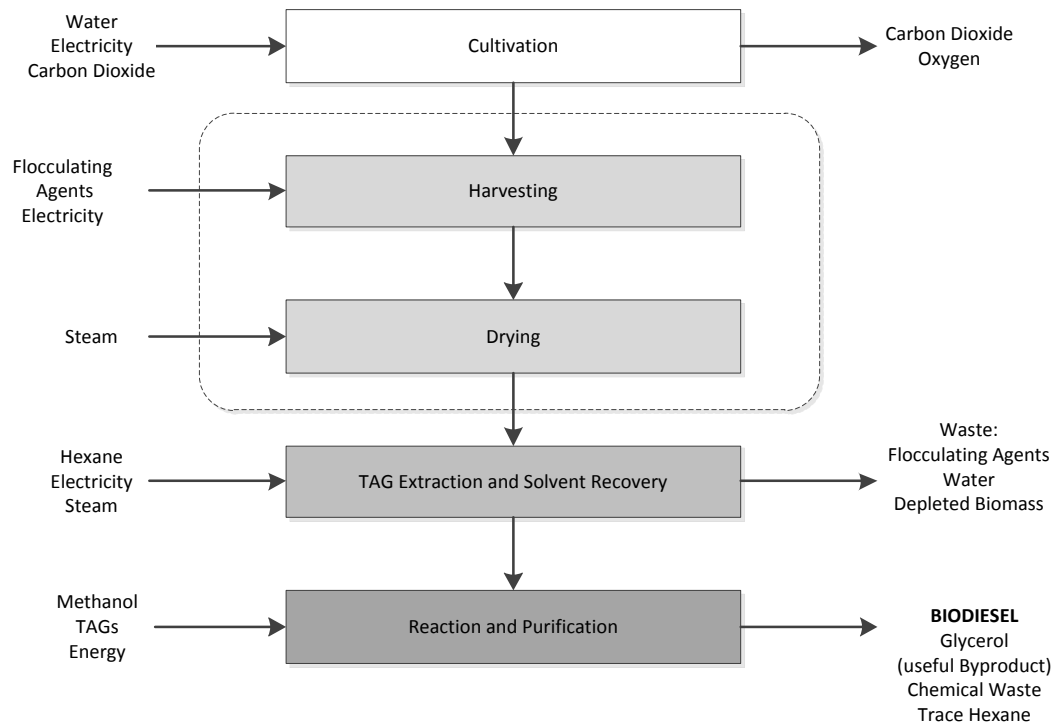 Water
Electricity
Carbon Dioxide
Cultivation
Carbon Dioxide
Oxygen
Flocculating
Agents
Electricity
Harvesting
Steam
Drying
Hexane
Electricity
Steam
TAG Extraction and Solvent Recovery
Waste:
Flocculating Agents
Water
Depleted Biomass
Methanol
TAGs
Energy
Reaction and Purification
BIODIESEL
Glycerol
(useful Byproduct)
Chemical Waste
Trace Hexane